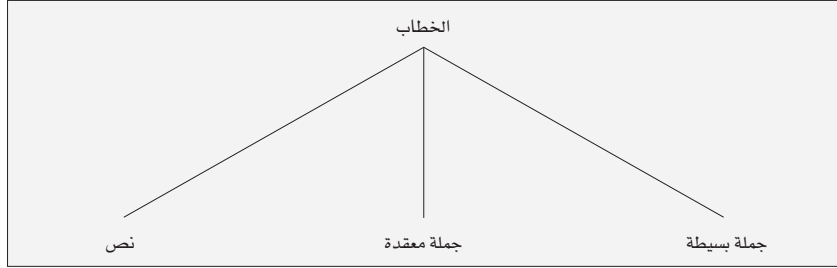 الخطاب
جملة بسيطة
جملة معقدة
نص